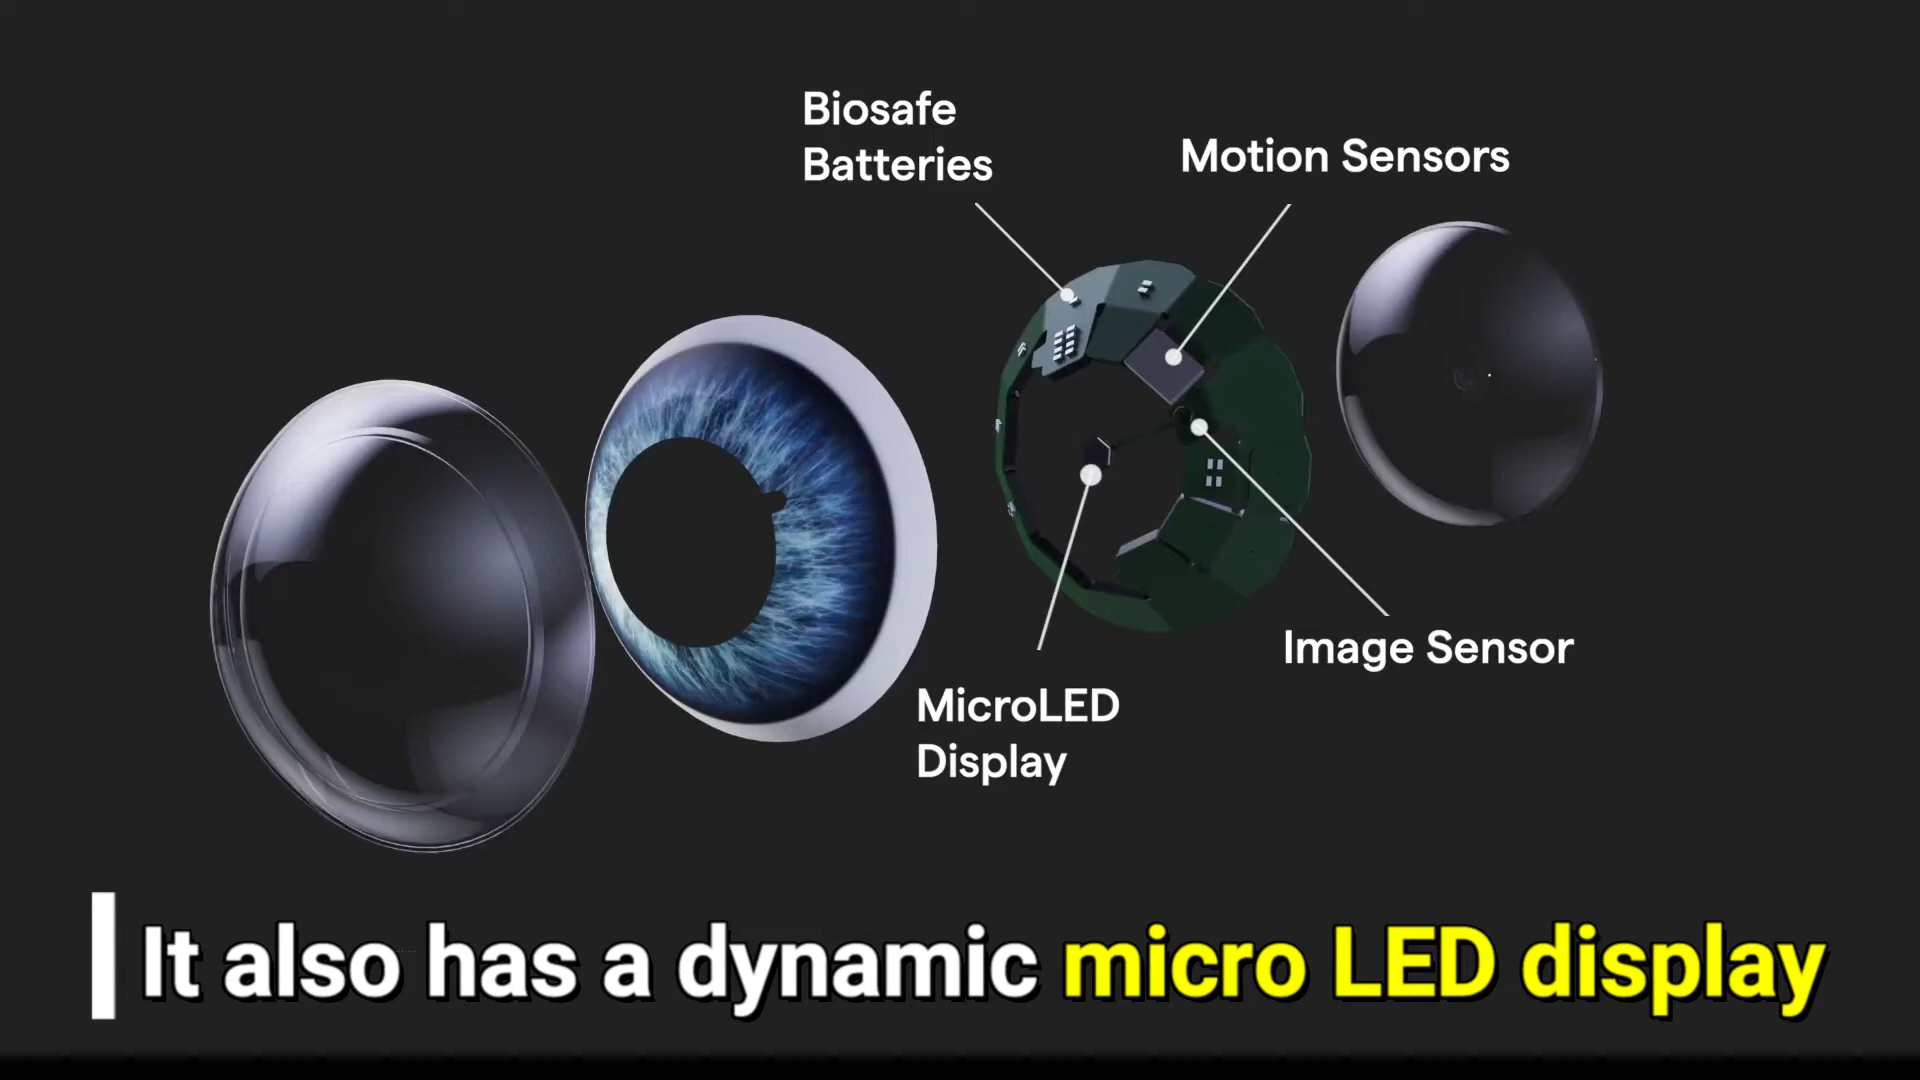 Biosafe
Batteries
Motion Sensors
Image Sensor
MicroLED
Display
It also has a dynamic micro LED display